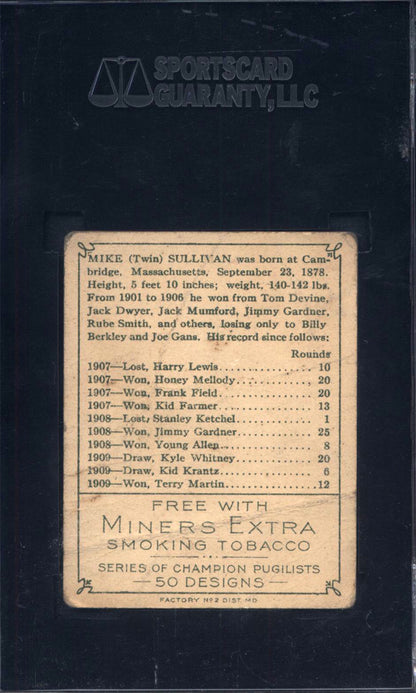 SPORTSCARD
GUARANTY, LLC
MIKE (Twin) SULLIVAN was born at Cam-
bridge, Massachusetts, September 23, 1878.
Height, 5 feet 10 inches; weight, 140-142 lbs.
From 1901 to 1906 he won from Tom Devine,
Jack Dwyer, Jack Mumford, Jimmy Gardner,
Rube Smith, and others, losing only to Billy
Berkley and Joe Gans. His record since follows:
Rounds
1907—Lost, Harry Lewis.............. 10
1907—Won, Honey Mellody........... 20
1907—Won, Frank Field............... 20
1907—Won, Kid Farmer............... 13
1908—Lost, Stanley Ketchel.......... 1
1908—Won, Jimmy Gardner.......... 25
1908—Won, Young Allen.............. 8
1909—Draw, Kyle Whitney............ 20
1909—Draw, Kid Krantz............... 6
1909—Won, Terry Martin.............. 12
FREE WITH
MINERS EXTRA
SMOKING TOBACCO
SERIES OF CHAMPION PUGILISTS
—50 DESIGNS—
FACTORY Nº2 DIST. MD